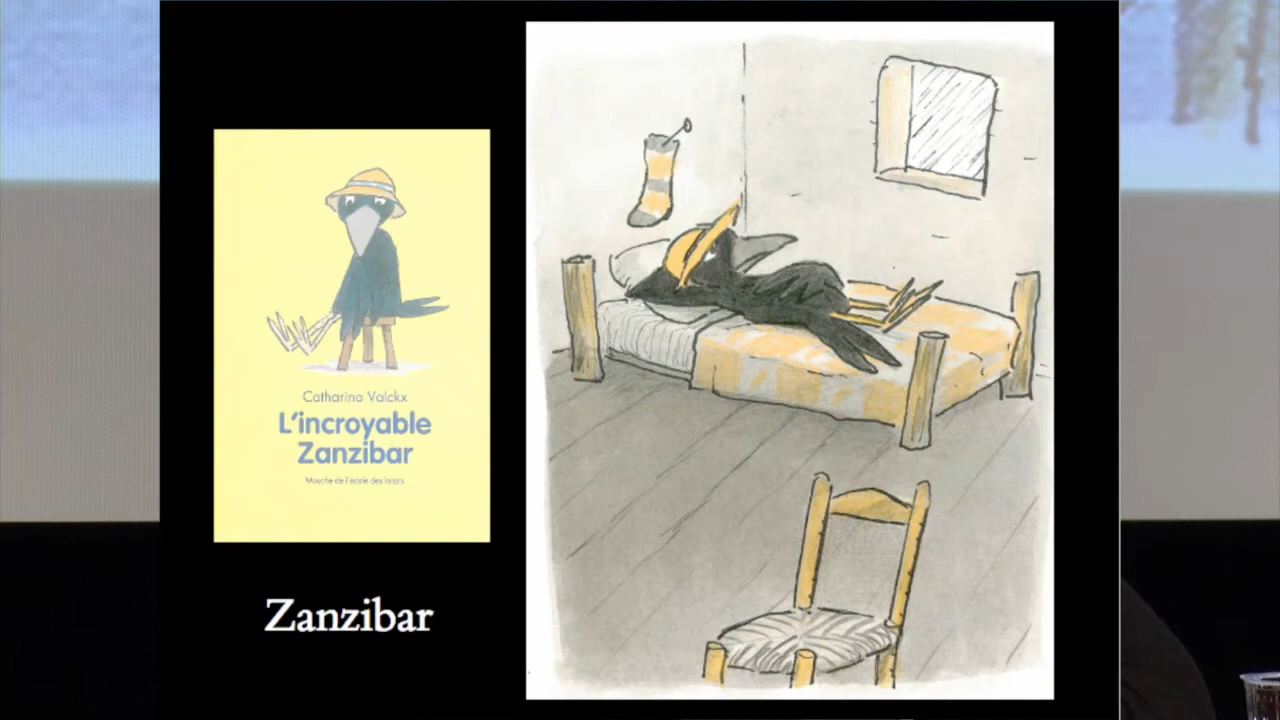 Catharina Valckx
L'incroyable
Zanzibar
Mouche de l'école des loisirs
Zanzibar